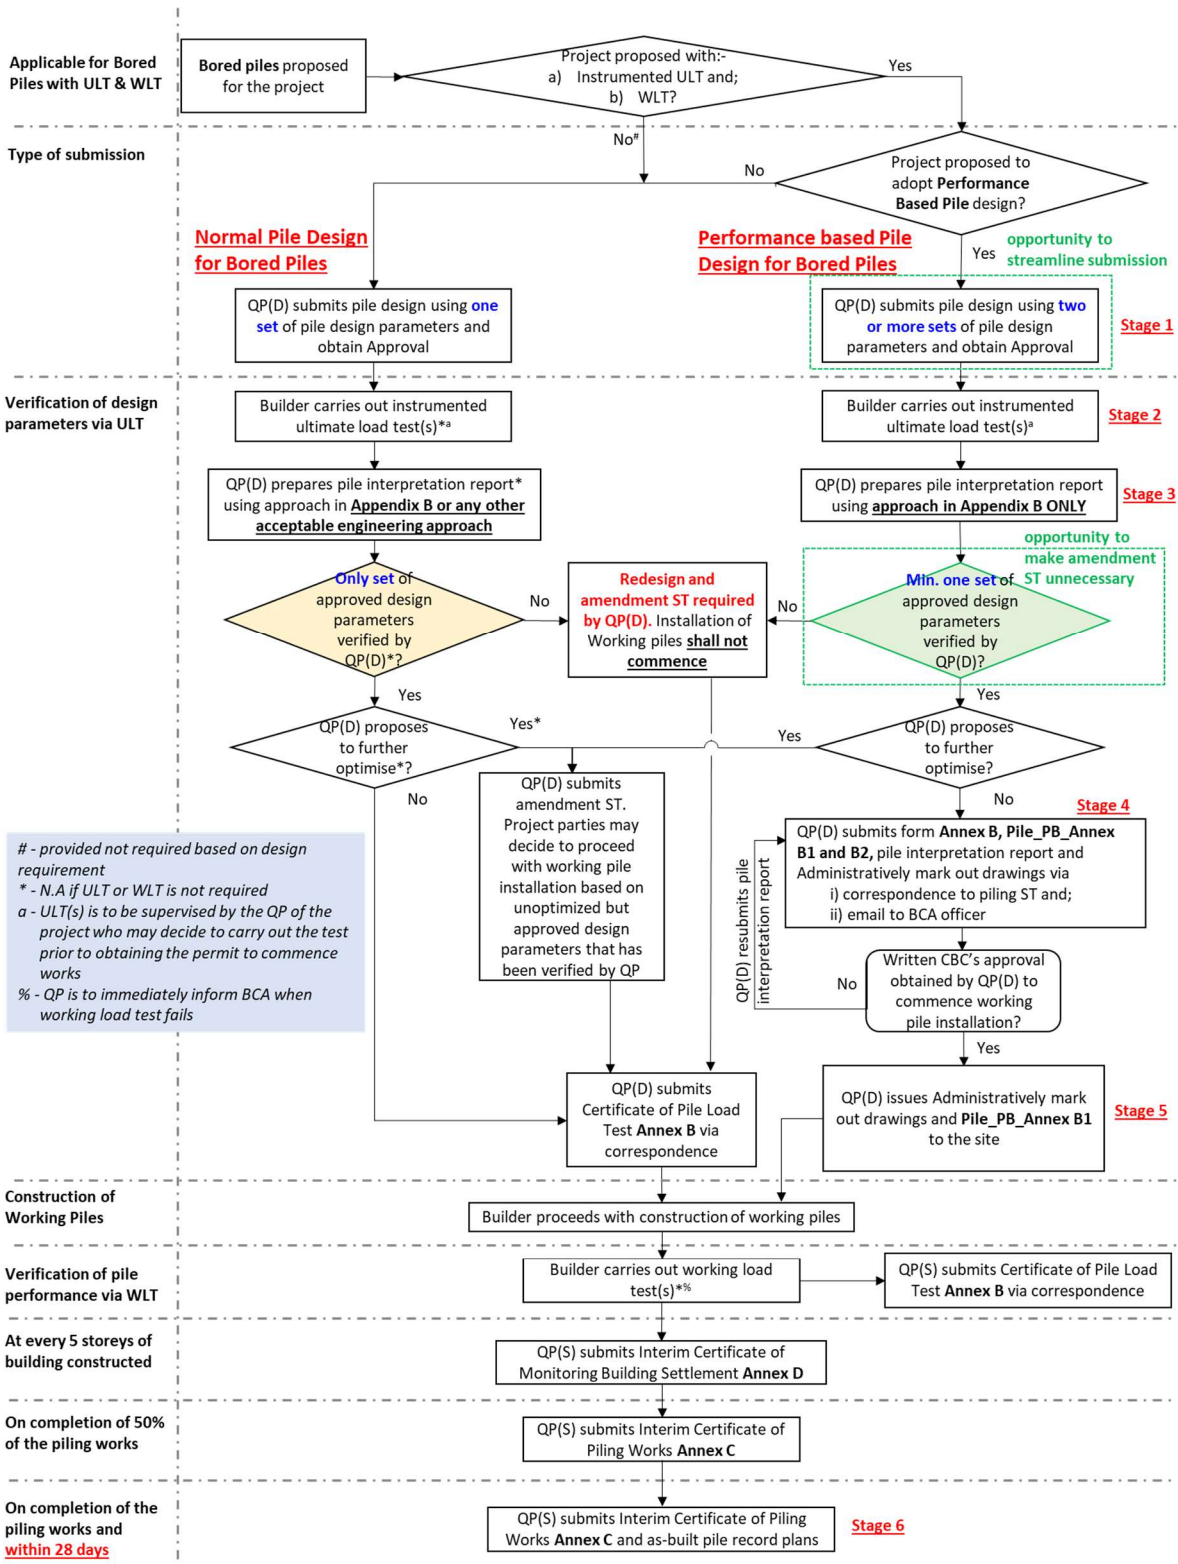 Applicable for Bored
Piles with ULT & WLT
Bored piles proposed
for the project
Project proposed with:-
a) Instrumented ULT and;
b) WLT?
Yes
No#
Type of submission
Project proposed to
adopt Performance
Based Pile design?
No
Yes
Normal Pile Design
for Bored Piles
Performance based Pile
Design for Bored Piles
opportunity to
streamline submission
QP(D) submits pile design using one
set of pile design parameters and
obtain Approval
QP(D) submits pile design using two
or more sets of pile design
parameters and obtain Approval
Stage 1
Verification of design
parameters via ULT
Builder carries out instrumented
ultimate load test(s)*a
Builder carries out instrumented
ultimate load test(s)a
Stage 2
QP(D) prepares pile interpretation report*
using approach in Appendix B or any other
acceptable engineering approach
QP(D) prepares pile interpretation report
using approach in Appendix B ONLY
Stage 3
opportunity to
make amendment
ST unnecessary
Only set of
approved design
parameters
verified by
QP(D)*?
No
Redesign and
amendment ST required
by QP(D). Installation of
Working piles shall not
commence
No
Min. one set of
approved design
parameters
verified by
QP(D)?
Yes
Yes
QP(D) proposes
to further
optimise*?
Yes*
No
Yes
QP(D) proposes
to further
optimise?
No
QP(D) submits
amendment ST.
Project parties may
decide to proceed
with working pile
installation based on
unoptimized but
approved design
parameters that has
been verified by QP
Stage 4
QP(D) submits form Annex B, Pile_PB_Annex
B1 and B2, pile interpretation report and
Administratively mark out drawings via
i) correspondence to piling ST and;
ii) email to BCA officer
QP(D) resubmits pile
interpretation report
# - provided not required based on design
requirement
* - N.A if ULT or WLT is not required
a - ULT(s) is to be supervised by the QP of the
project who may decide to carry out the test
prior to obtaining the permit to commence
works
% - QP is to immediately inform BCA when
working load test fails
Written CBC's approval
obtained by QP(D) to
commence working
pile installation?
No
Yes
QP(D) submits
Certificate of Pile Load
Test Annex B via
correspondence
QP(D) issues Administratively mark
out drawings and Pile_PB_Annex B1
to the site
Stage 5
Construction of
Working Piles
Builder proceeds with construction of working piles
Verification of pile
performance via WLT
Builder carries out working load
test(s)*%
QP(S) submits Certificate of Pile Load
Test Annex B via correspondence
At every 5 storeys of
building constructed
QP(S) submits Interim Certificate of
Monitoring Building Settlement Annex D
On completion of 50%
of the piling works
QP(S) submits Interim Certificate of
Piling Works Annex C
On completion of the
piling works and
within 28 days
QP(S) submits Interim Certificate of Piling
Works Annex C and as-built pile record plans
Stage 6